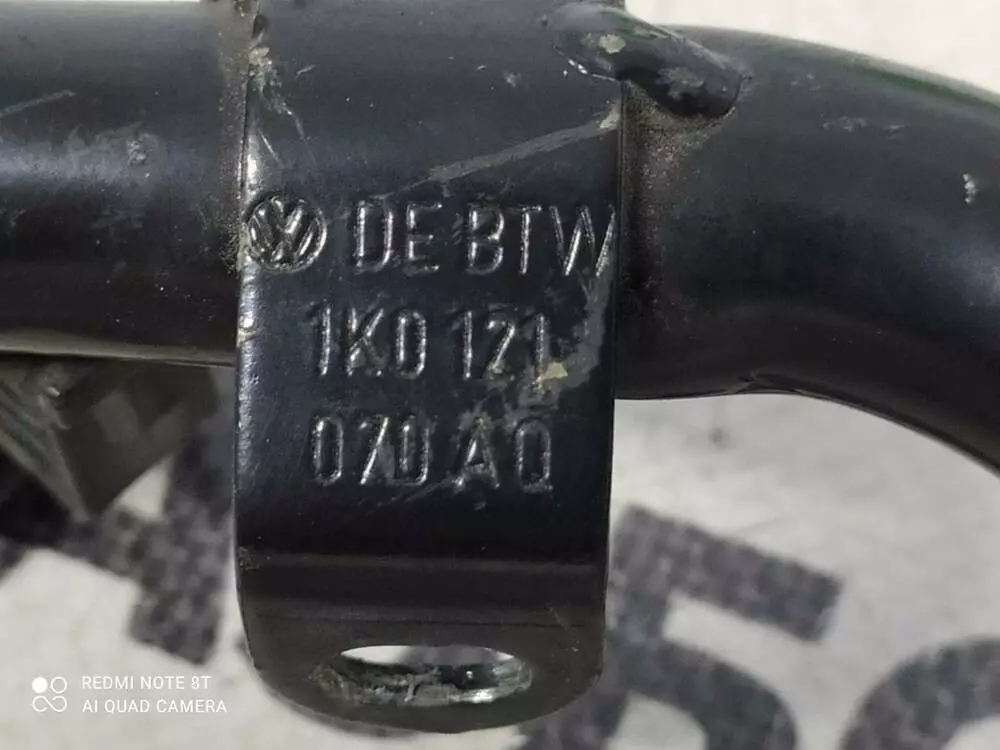 DE BTW
1K0 121
070 AQ
REDMI NOTE 8T
AI QUAD CAMERA